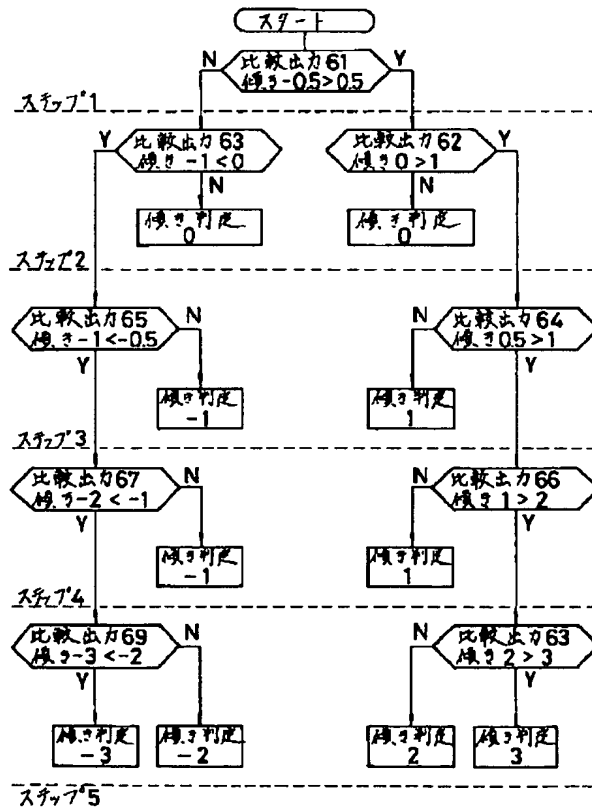 スタート
N
比較出力61
傾き-0.5>0.5
Y
ステップ1
Y
比較出力63
傾き -1<0
N
比較出力62
傾き0>1
N
Y
傾き判定
0
傾き判定
0
ステップ2
比較出力65
傾き-1<-0.5
N
Y
N
比較出力64
傾き0.5>1
Y
傾き判定
-1
傾き判定
1
ステップ3
比較出力67
傾き-2<-1
N
Y
N
比較出力66
傾き1>2
Y
傾き判定
-1
傾き判定
1
ステップ4
比較出力69
傾き-3<-2
N
Y
N
比較出力63
傾き2>3
Y
傾き判定
-3
傾き判定
-2
傾き判定
2
傾き判定
3
ステップ5